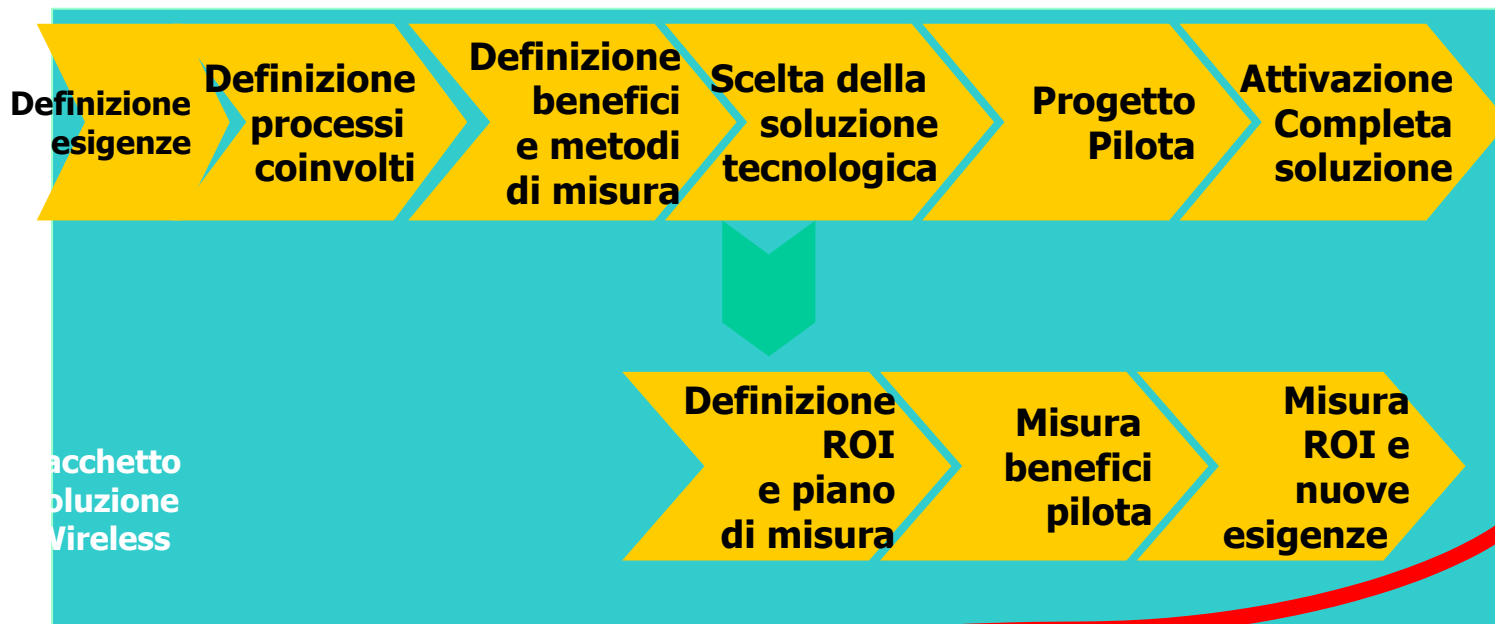 Definizione
esigenze
Definizione
processi
coinvolti
Definizione
benefici
e metodi
di misura
Scelta della
soluzione
tecnologica
Progetto
Pilota
Attivazione
Completa
soluzione
Definizione
ROI
e piano
di misura
Misura
benefici
pilota
Misura
ROI e
nuove
esigenze
acchetto
oluzione
Wireless